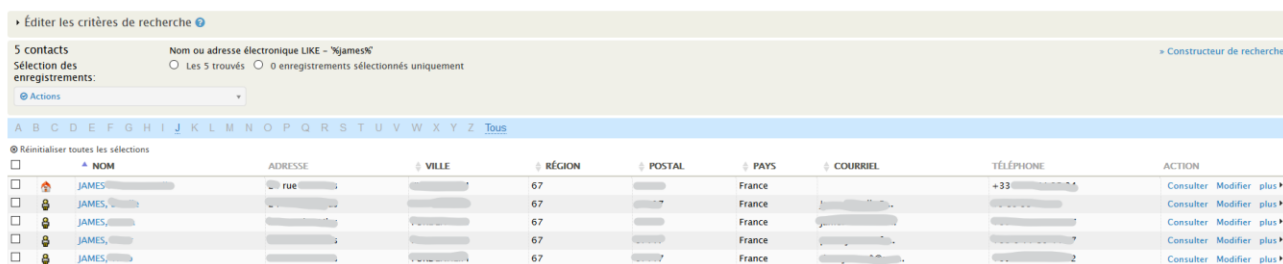 Éditer les critères de recherche
5 contacts Nom ou adresse électronique LIKE - '%james%' » Constructeur de recherche
Sélection des enregistrements: Les 5 trouvés 0 enregistrements sélectionnés uniquement
Actions
A B C D E F G H I J K L M N O P Q R S T U V W X Y Z Tous
Réinitialiser toutes les sélections
NOM ADRESSE VILLE RÉGION POSTAL PAYS COURRIEL TÉLÉPHONE ACTION
JAMES rue 67 France +33 Consulter Modifier plus
JAMES, 67 France Consulter Modifier plus
JAMES, 67 France Consulter Modifier plus
JAMES, 67 France Consulter Modifier plus
JAMES, 67 France Consulter Modifier plus